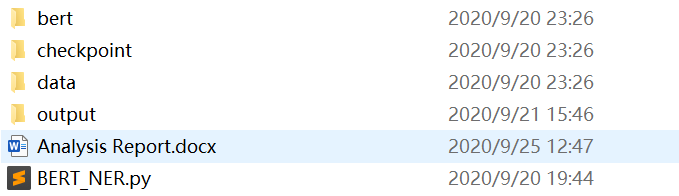 bert 2020/9/20 23:26
checkpoint 2020/9/20 23:26
data 2020/9/20 23:26
output 2020/9/21 15:46
Analysis Report.docx 2020/9/25 12:47
BERT_NER.py 2020/9/20 19:44